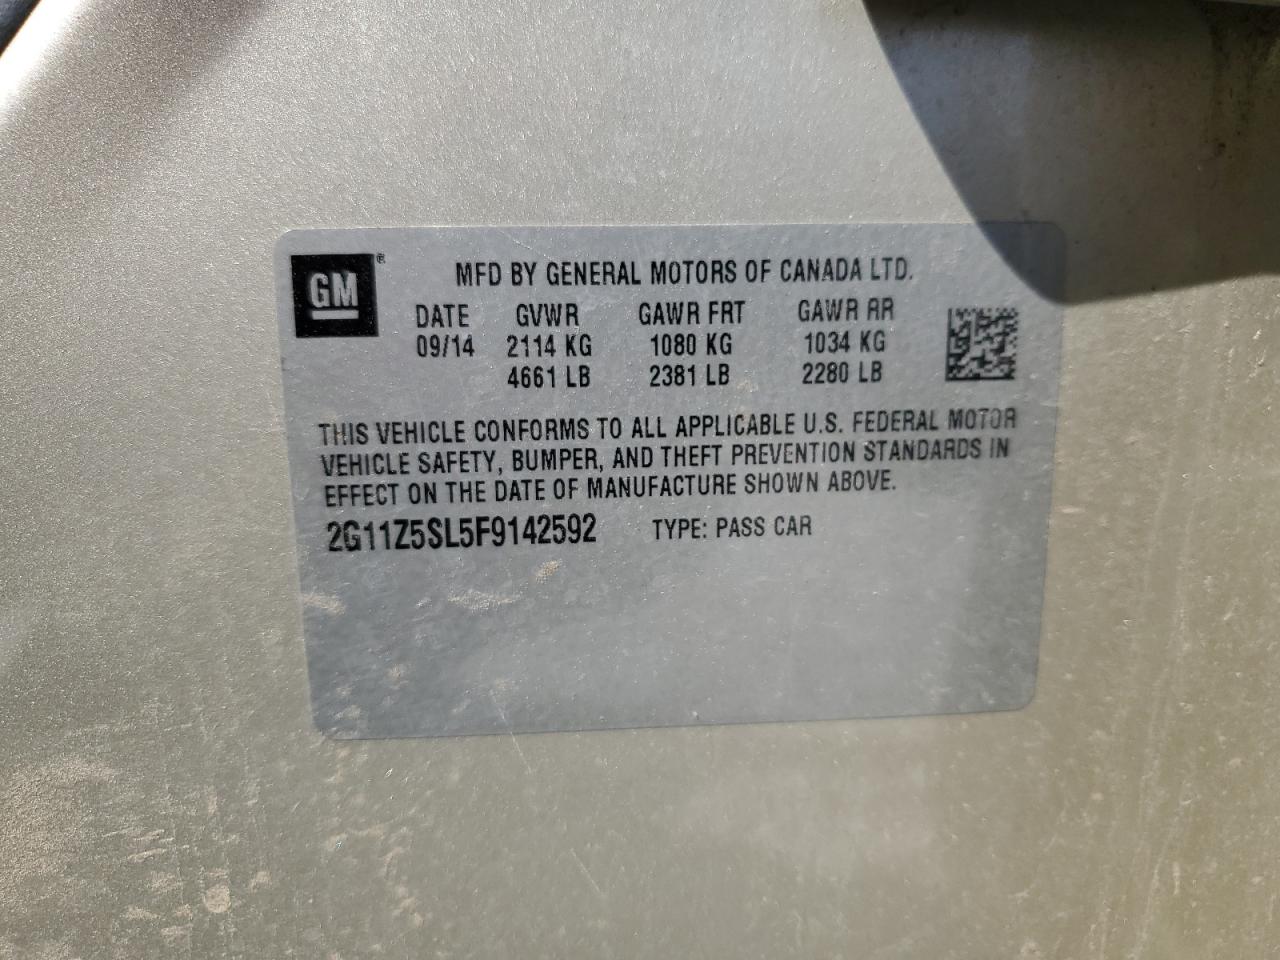 GM®
MFD BY GENERAL MOTORS OF CANADA LTD.
DATE GVWR GAWR FRT GAWR RR
09/14 2114 KG 1080 KG 1034 KG
4661 LB 2381 LB 2280 LB
THIS VEHICLE CONFORMS TO ALL APPLICABLE U.S. FEDERAL MOTOR
VEHICLE SAFETY, BUMPER, AND THEFT PREVENTION STANDARDS IN
EFFECT ON THE DATE OF MANUFACTURE SHOWN ABOVE.
2G11Z5SL5F9142592 TYPE: PASS CAR